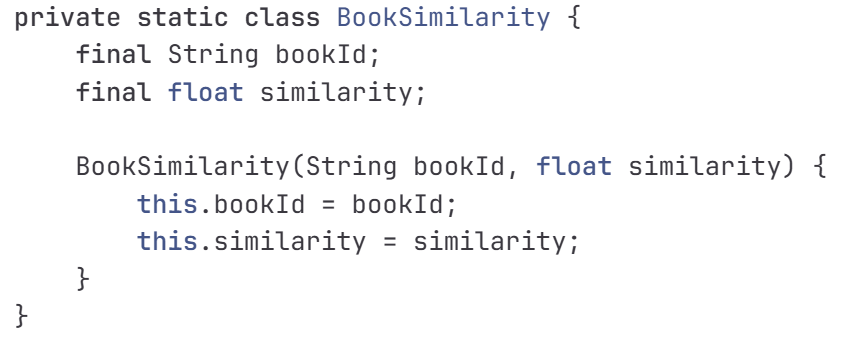 private static class BookSimilarity {
    final String bookId;
    final float similarity;

    BookSimilarity(String bookId, float similarity) {
        this.bookId = bookId;
        this.similarity = similarity;
    }
}